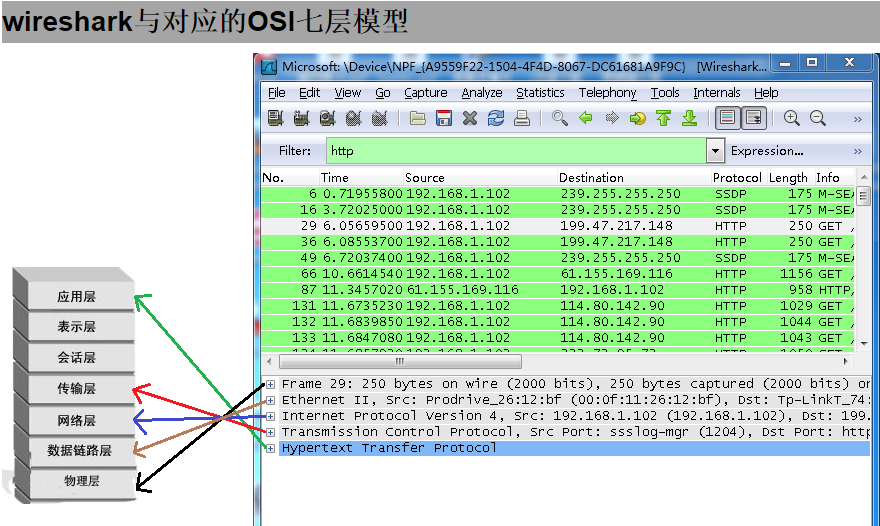 wireshark与对应的OSI七层模型
Microsoft: \Device\NPF_{A9559F22-1504-4F4D-8067-DC61681A9F9C} [Wireshark...
File Edit View Go Capture Analyze Statistics Telephony Tools Internals Help
Filter: http Expression...
No. Time Source Destination Protocol Length Info
6 0.71955800 192.168.1.102 239.255.255.250 SSDP 175 M-SEA
16 3.72025000 192.168.1.102 239.255.255.250 SSDP 175 M-SEA
29 6.05659500 192.168.1.102 199.47.217.148 HTTP 250 GET /
36 6.08553700 192.168.1.102 199.47.217.148 HTTP 250 GET /
49 6.72037400 192.168.1.102 239.255.255.250 SSDP 175 M-SEA
66 10.6614540 192.168.1.102 61.155.169.116 HTTP 1156 GET /
87 11.3457020 61.155.169.116 192.168.1.102 HTTP 958 HTTP/
131 11.6735230 192.168.1.102 114.80.142.90 HTTP 1029 GET /
132 11.6839850 192.168.1.102 114.80.142.90 HTTP 1044 GET /
133 11.6847080 192.168.1.102 114.80.142.90 HTTP 1043 GET /
应用层
表示层
会话层
传输层
网络层
数据链路层
物理层
Frame 29: 250 bytes on wire (2000 bits), 250 bytes captured (2000 bits) or
Ethernet II, Src: Prodrive_26:12:bf (00:0f:11:26:12:bf), Dst: Tp-LinkT_74:
Internet Protocol Version 4, Src: 192.168.1.102 (192.168.1.102), Dst: 199.
Transmission Control Protocol, Src Port: ssslog-mgr (1204), Dst Port: http
Hypertext Transfer Protocol